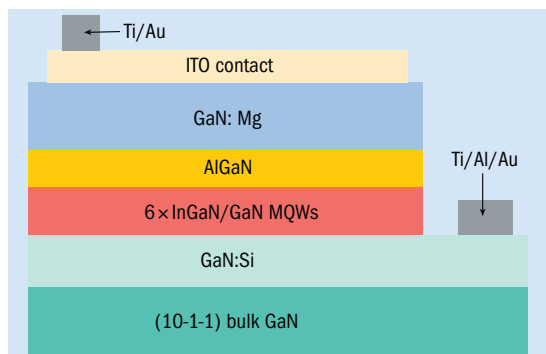 Ti/Au
ITO contact
GaN: Mg
AlGaN
Ti/Al/Au
6×InGaN/GaN MQWs
GaN:Si
(10-1-1) bulk GaN